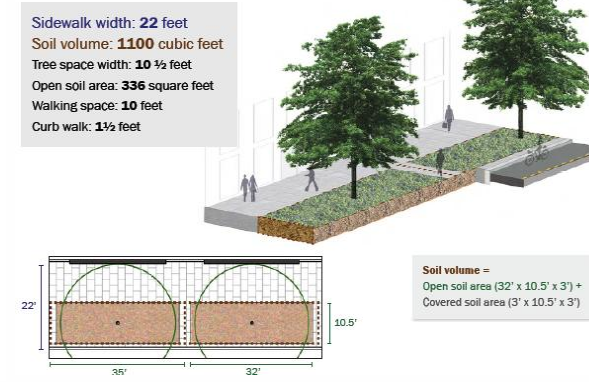 Sidewalk width: 22 feet
Soil volume: 1100 cubic feet
Tree space width: 10 ½ feet
Open soil area: 336 square feet
Walking space: 10 feet
Curb walk: 1½ feet
Soil volume =
Open soil area (32' x 10.5' x 3') +
Covered soil area (3' x 10.5' x 3')
22'
10.5'
35'
32'